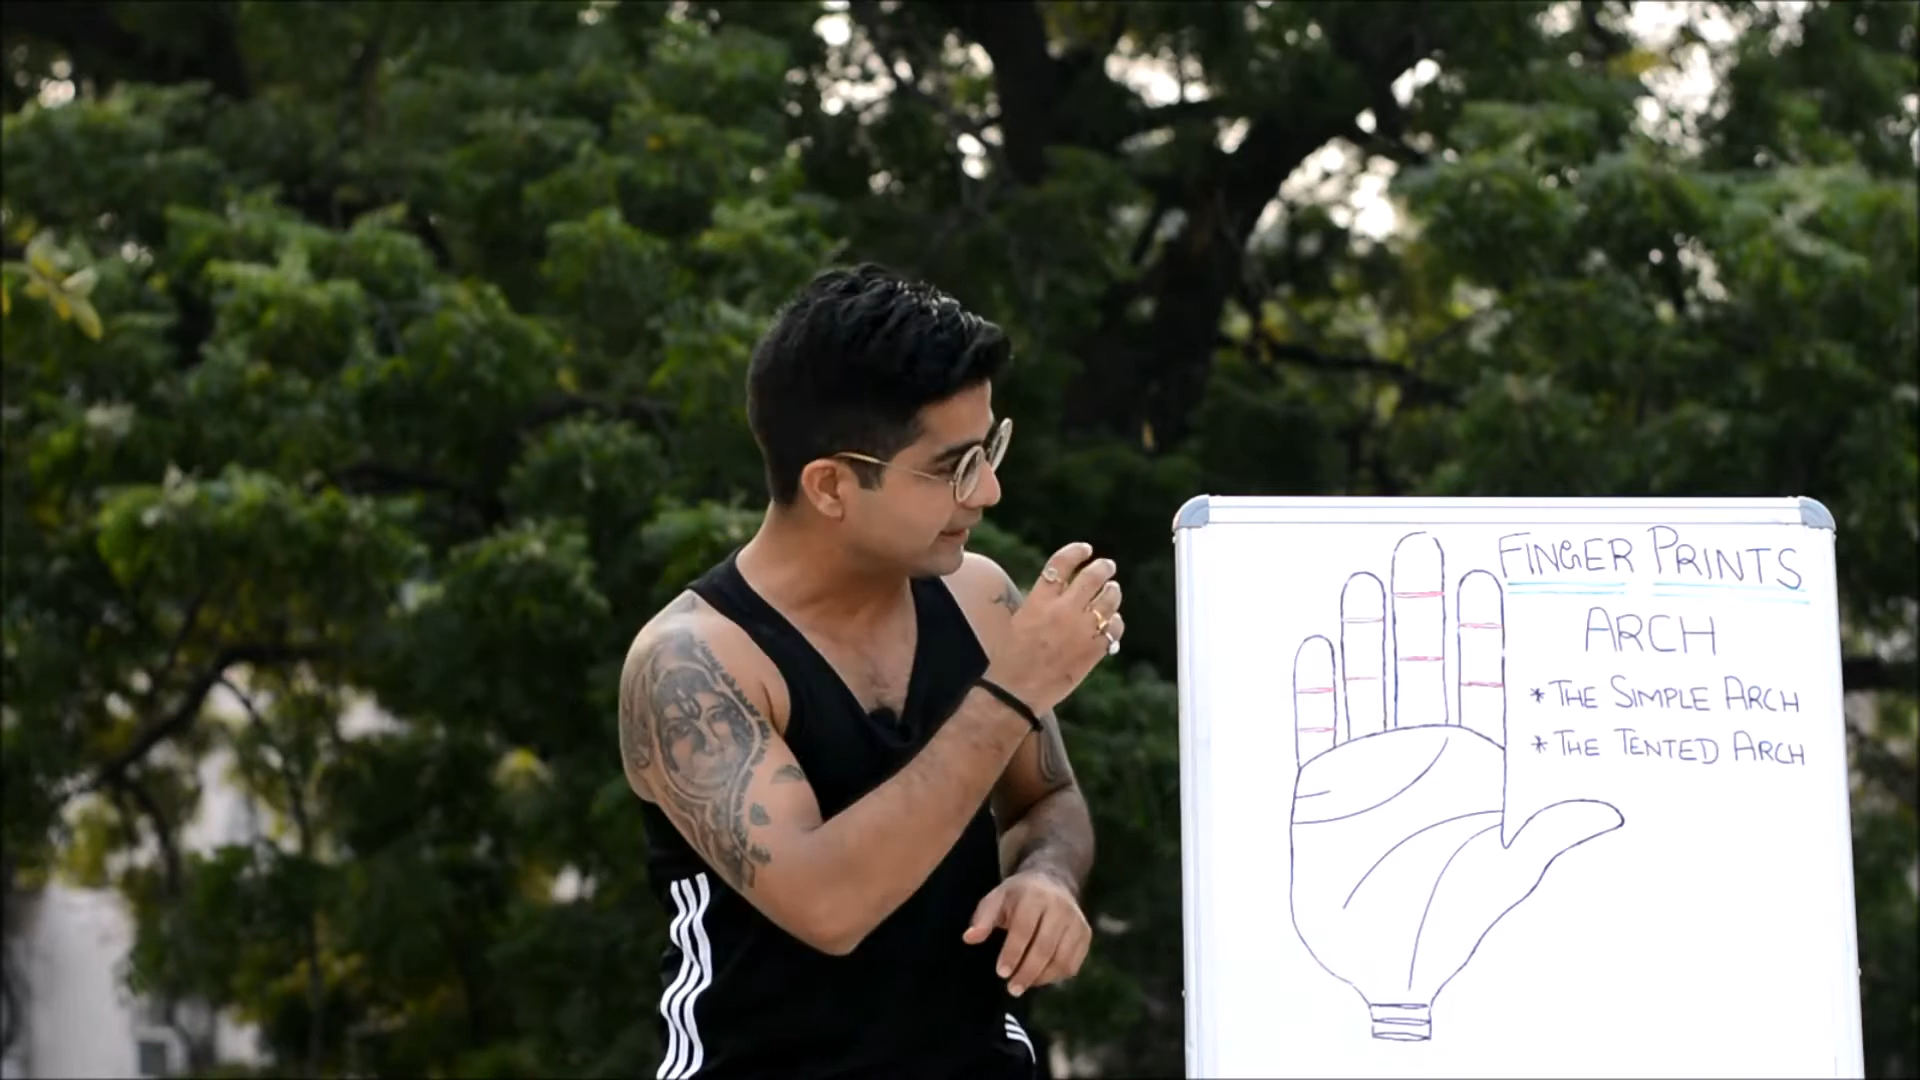 FINGER PRINTS
ARCH
* THE SIMPLE ARCH
* THE TENTED ARCH